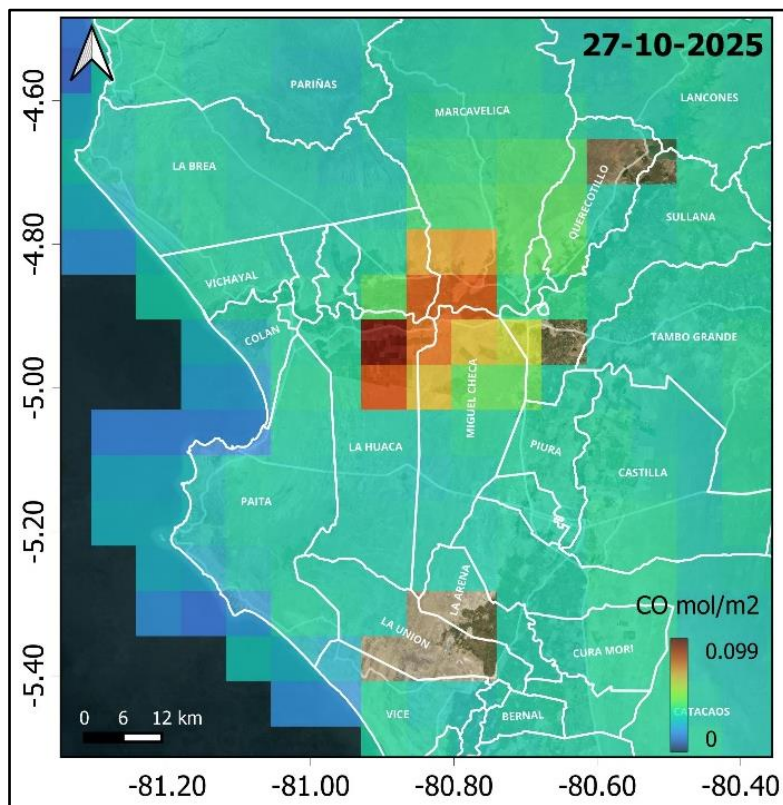 27-10-2025
PARIÑAS
MARCAVELICA
LANCONES
LA BREA
QUERECOTILLO
SULLANA
VICHAYAL
COLAN
TAMBO GRANDE
MIGUEL CHECA
LA HUACA
PIURA
CASTILLA
PAITA
LA ARENA
LA UNION
CURA MORI
VICE
BERNAL
CATACAOS
CO mol/m2
0.099
0
0 6 12 km
-4.60
-4.80
-5.00
-5.20
-5.40
-81.20 -81.00 -80.80 -80.60 -80.40